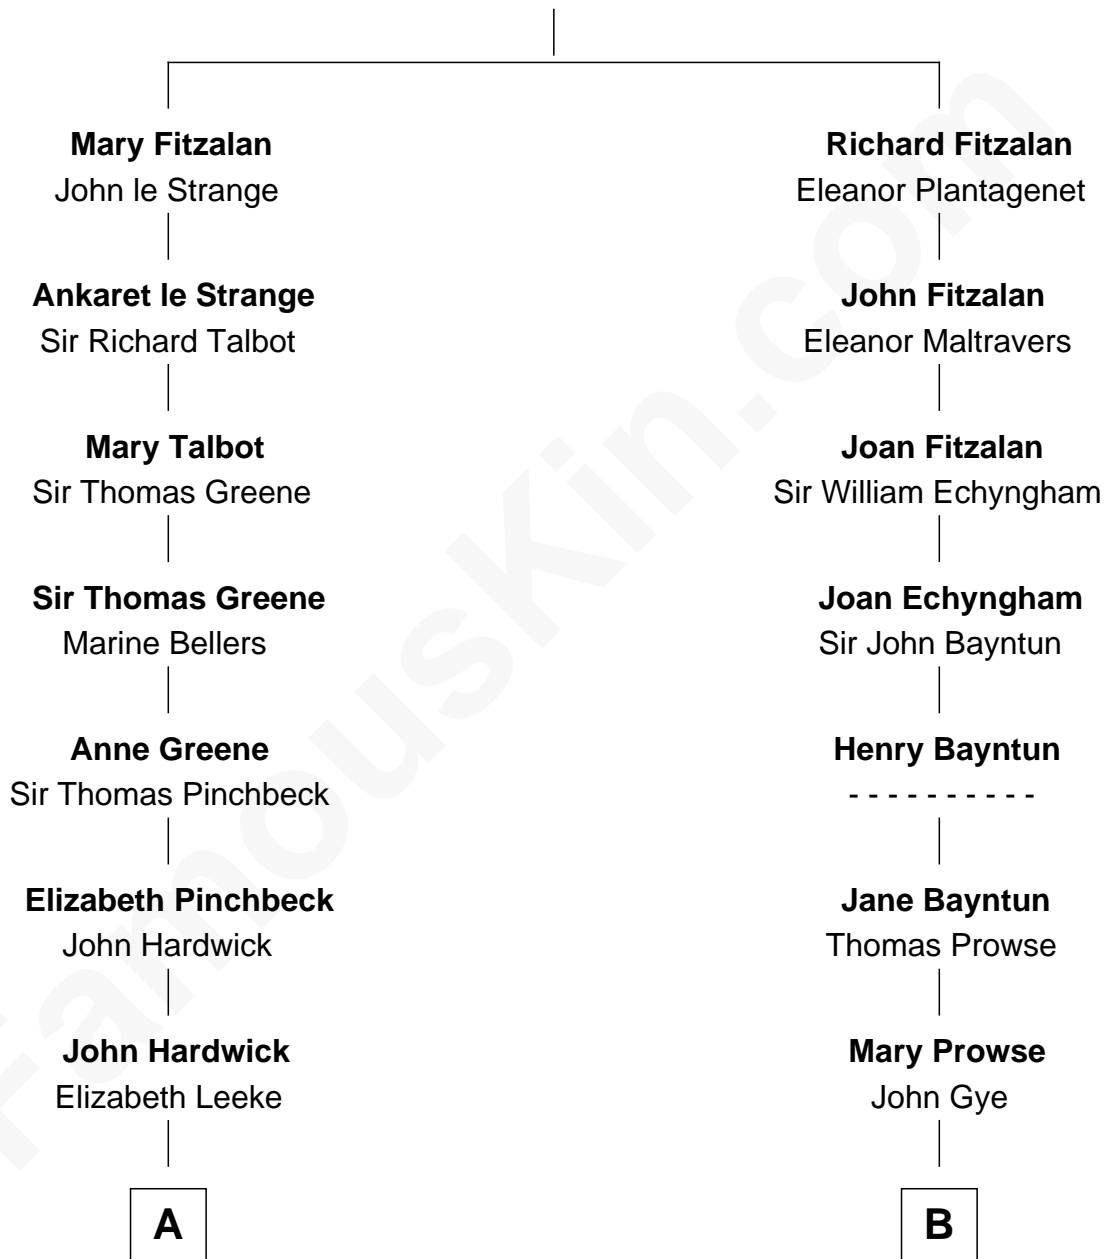 Mary Fitzalan
John le Strange
Ankaret le Strange
Sir Richard Talbot
Mary Talbot
Sir Thomas Greene
Sir Thomas Greene
Marine Bellers
Anne Greene
Sir Thomas Pinchbeck
Elizabeth Pinchbeck
John Hardwick
John Hardwick
Elizabeth Leeke
A
Richard Fitzalan
Eleanor Plantagenet
John Fitzalan
Eleanor Maltravers
Joan Fitzalan
Sir William Echyngham
Joan Echyngham
Sir John Bayntun
Henry Bayntun
- - - - - - - - - -
Jane Bayntun
Thomas Prowse
Mary Prowse
John Gye
B
FamousKin.com